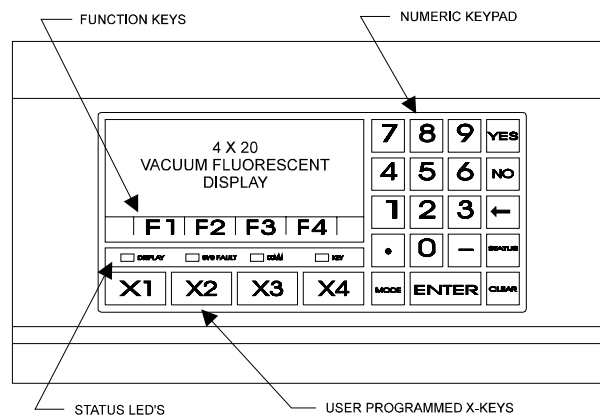 FUNCTION KEYS
NUMERIC KEYPAD
4 X 20
VACUUM FLUORESCENT
DISPLAY
F1 F2 F3 F4
DISPLAY SYS FAULT COMM KEY
X1 X2 X3 X4
7 8 9 YES
4 5 6 NO
1 2 3 ←
. 0 - STATUS
MODE ENTER CLEAR
STATUS LED'S
USER PROGRAMMED X-KEYS